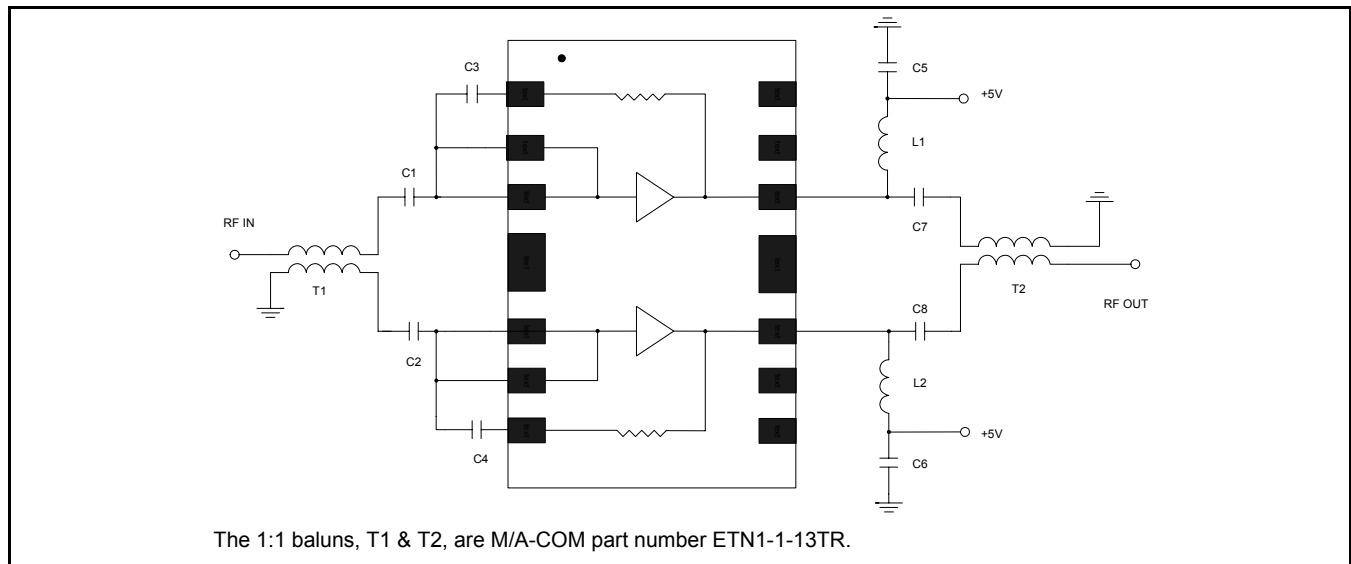 C3
C5
+5V
L1
C1
C7
RF IN
T1
T2
RF OUT
C8
C2
L2
C4
+5V
C6
The 1:1 baluns, T1 & T2, are M/A-COM part number ETN1-1-13TR.